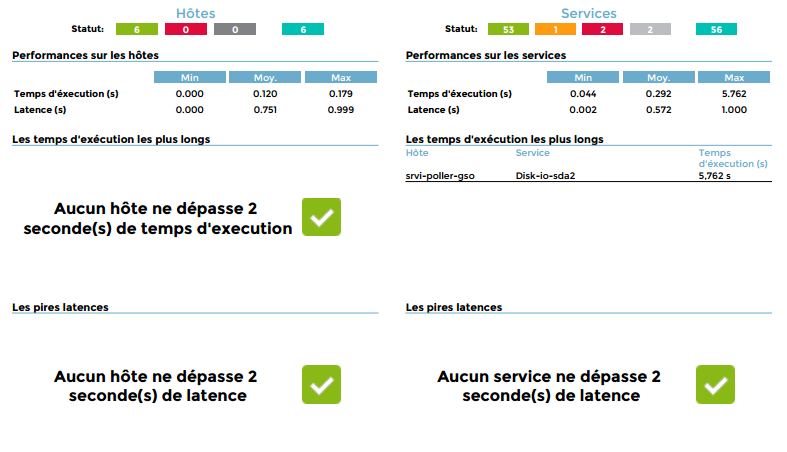 Hôtes
Statut: 6 0 0 6
Performances sur les hôtes
Min Moy. Max
Temps d'éxecution (s) 0.000 0.120 0.179
Latence (s) 0.000 0.751 0.999
Les temps d'exécution les plus longs
Aucun hôte ne dépasse 2
seconde(s) de temps d'execution
Les pires latences
Aucun hôte ne dépasse 2
seconde(s) de latence
Services
Statut: 53 1 2 2 56
Performances sur les services
Min Moy. Max
Temps d'éxecution (s) 0.044 0.292 5.762
Latence (s) 0.002 0.572 1.000
Les temps d'exécution les plus longs
Hôte Service Temps
d'éxecution (s)
srvi-poller-gso Disk-io-sda2 5,762 s
Les pires latences
Aucun service ne dépasse 2
seconde(s) de latence